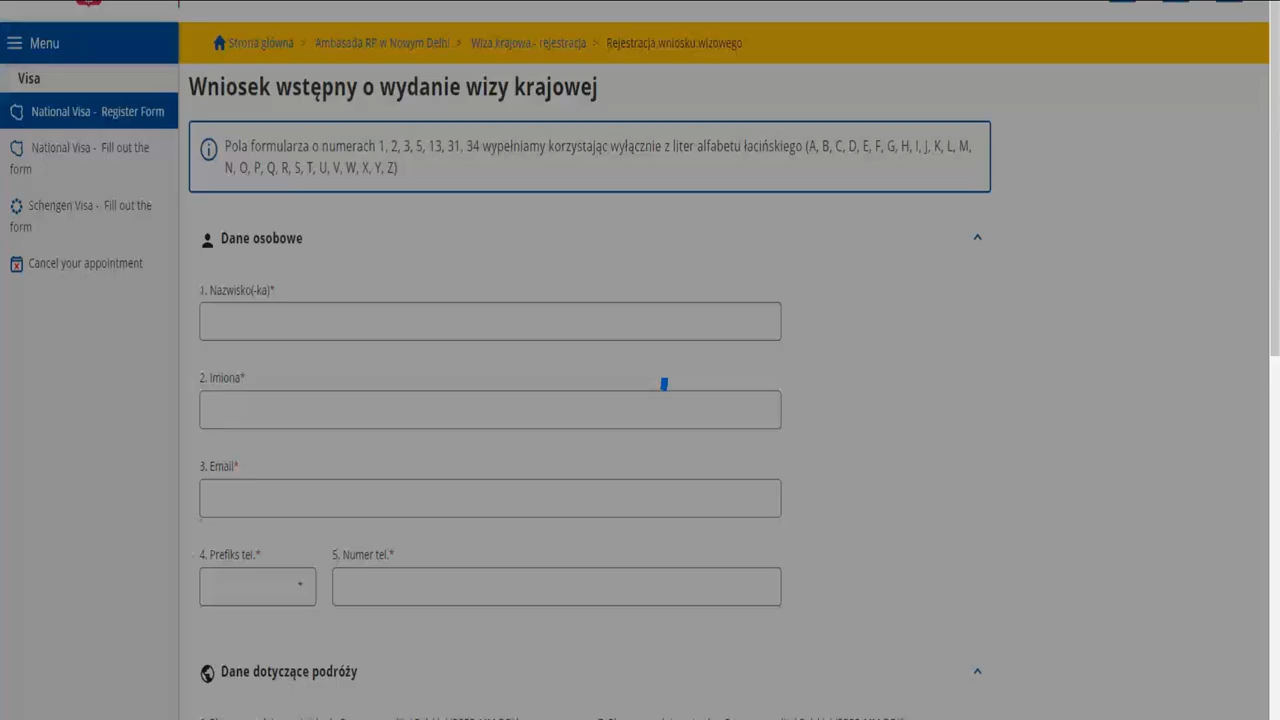 Menu
Strona główna > Ambasada RP w Nowym Delhi > Wiza krajowa - rejestracja > Rejestracja wniosku wizowego
Visa
National Visa - Register Form
National Visa - Fill out the
form
Schengen Visa - Fill out the
form
Cancel your appointment
Wniosek wstępny o wydanie wizy krajowej
Pola formularza o numerach 1, 2, 3, 5, 13, 31, 34 wypełniamy korzystając wyłącznie z liter alfabetu łacińskiego (A, B, C, D, E, F, G, H, I, J, K, L, M,
N, O, P, Q, R, S, T, U, V, W, X, Y, Z)
Dane osobowe
1. Nazwisko(-ka)*
2. Imiona*
3. Email*
4. Prefiks tel.* 5. Numer tel.*
Dane dotyczące podróży